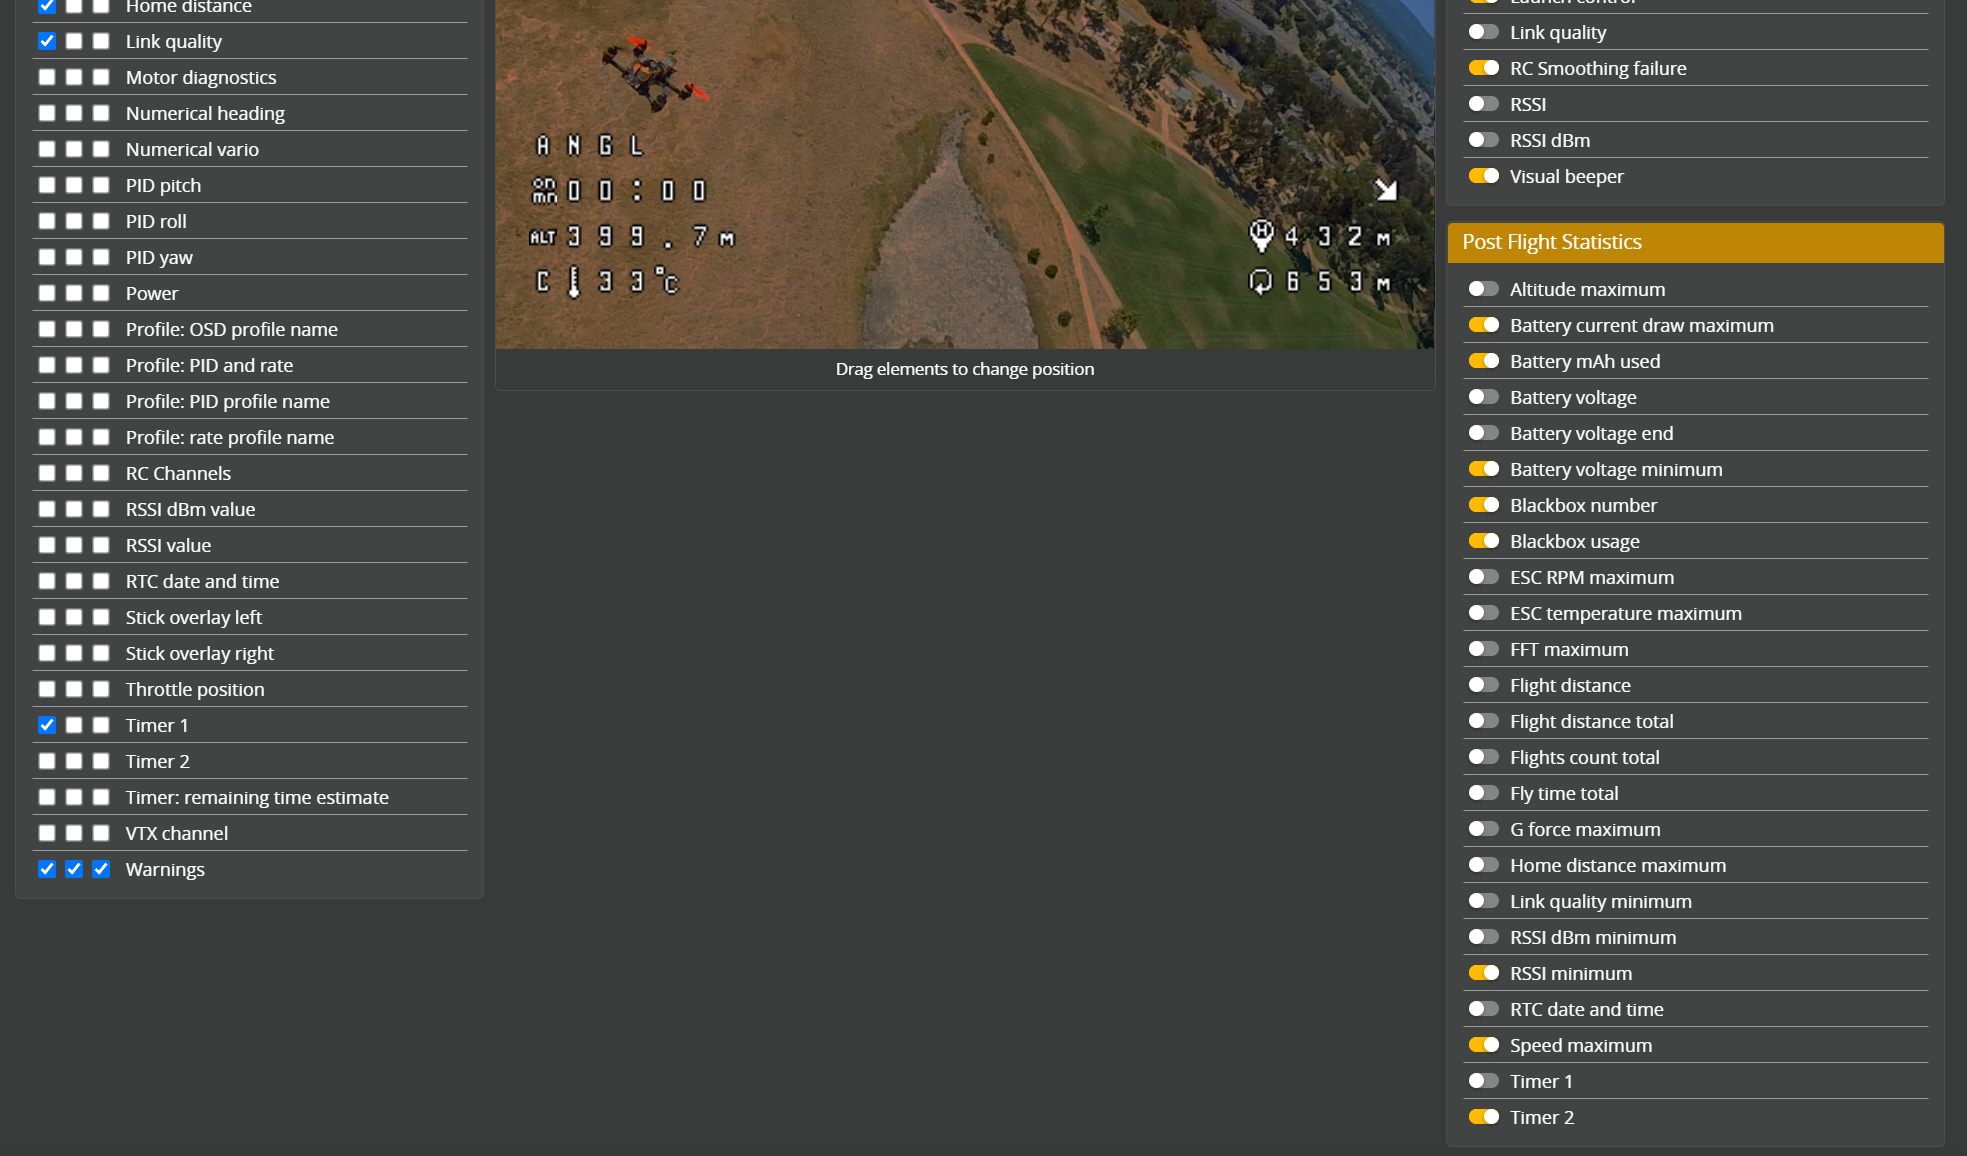 Home distance
Link quality
Motor diagnostics
Numerical heading
Numerical vario
PID pitch
PID roll
PID yaw
Power
Profile: OSD profile name
Profile: PID and rate
Profile: PID profile name
Profile: rate profile name
RC Channels
RSSI dBm value
RSSI value
RTC date and time
Stick overlay left
Stick overlay right
Throttle position
Timer 1
Timer 2
Timer: remaining time estimate
VTX channel
Warnings
ANGL
on mn 00:00
ALT 399.7M
H 432M
C 33°C
653M
Drag elements to change position
Launch control
Link quality
RC Smoothing failure
RSSI
RSSI dBm
Visual beeper
Post Flight Statistics
Altitude maximum
Battery current draw maximum
Battery mAh used
Battery voltage
Battery voltage end
Battery voltage minimum
Blackbox number
Blackbox usage
ESC RPM maximum
ESC temperature maximum
FFT maximum
Flight distance
Flight distance total
Flights count total
Fly time total
G force maximum
Home distance maximum
Link quality minimum
RSSI dBm minimum
RSSI minimum
RTC date and time
Speed maximum
Timer 1
Timer 2